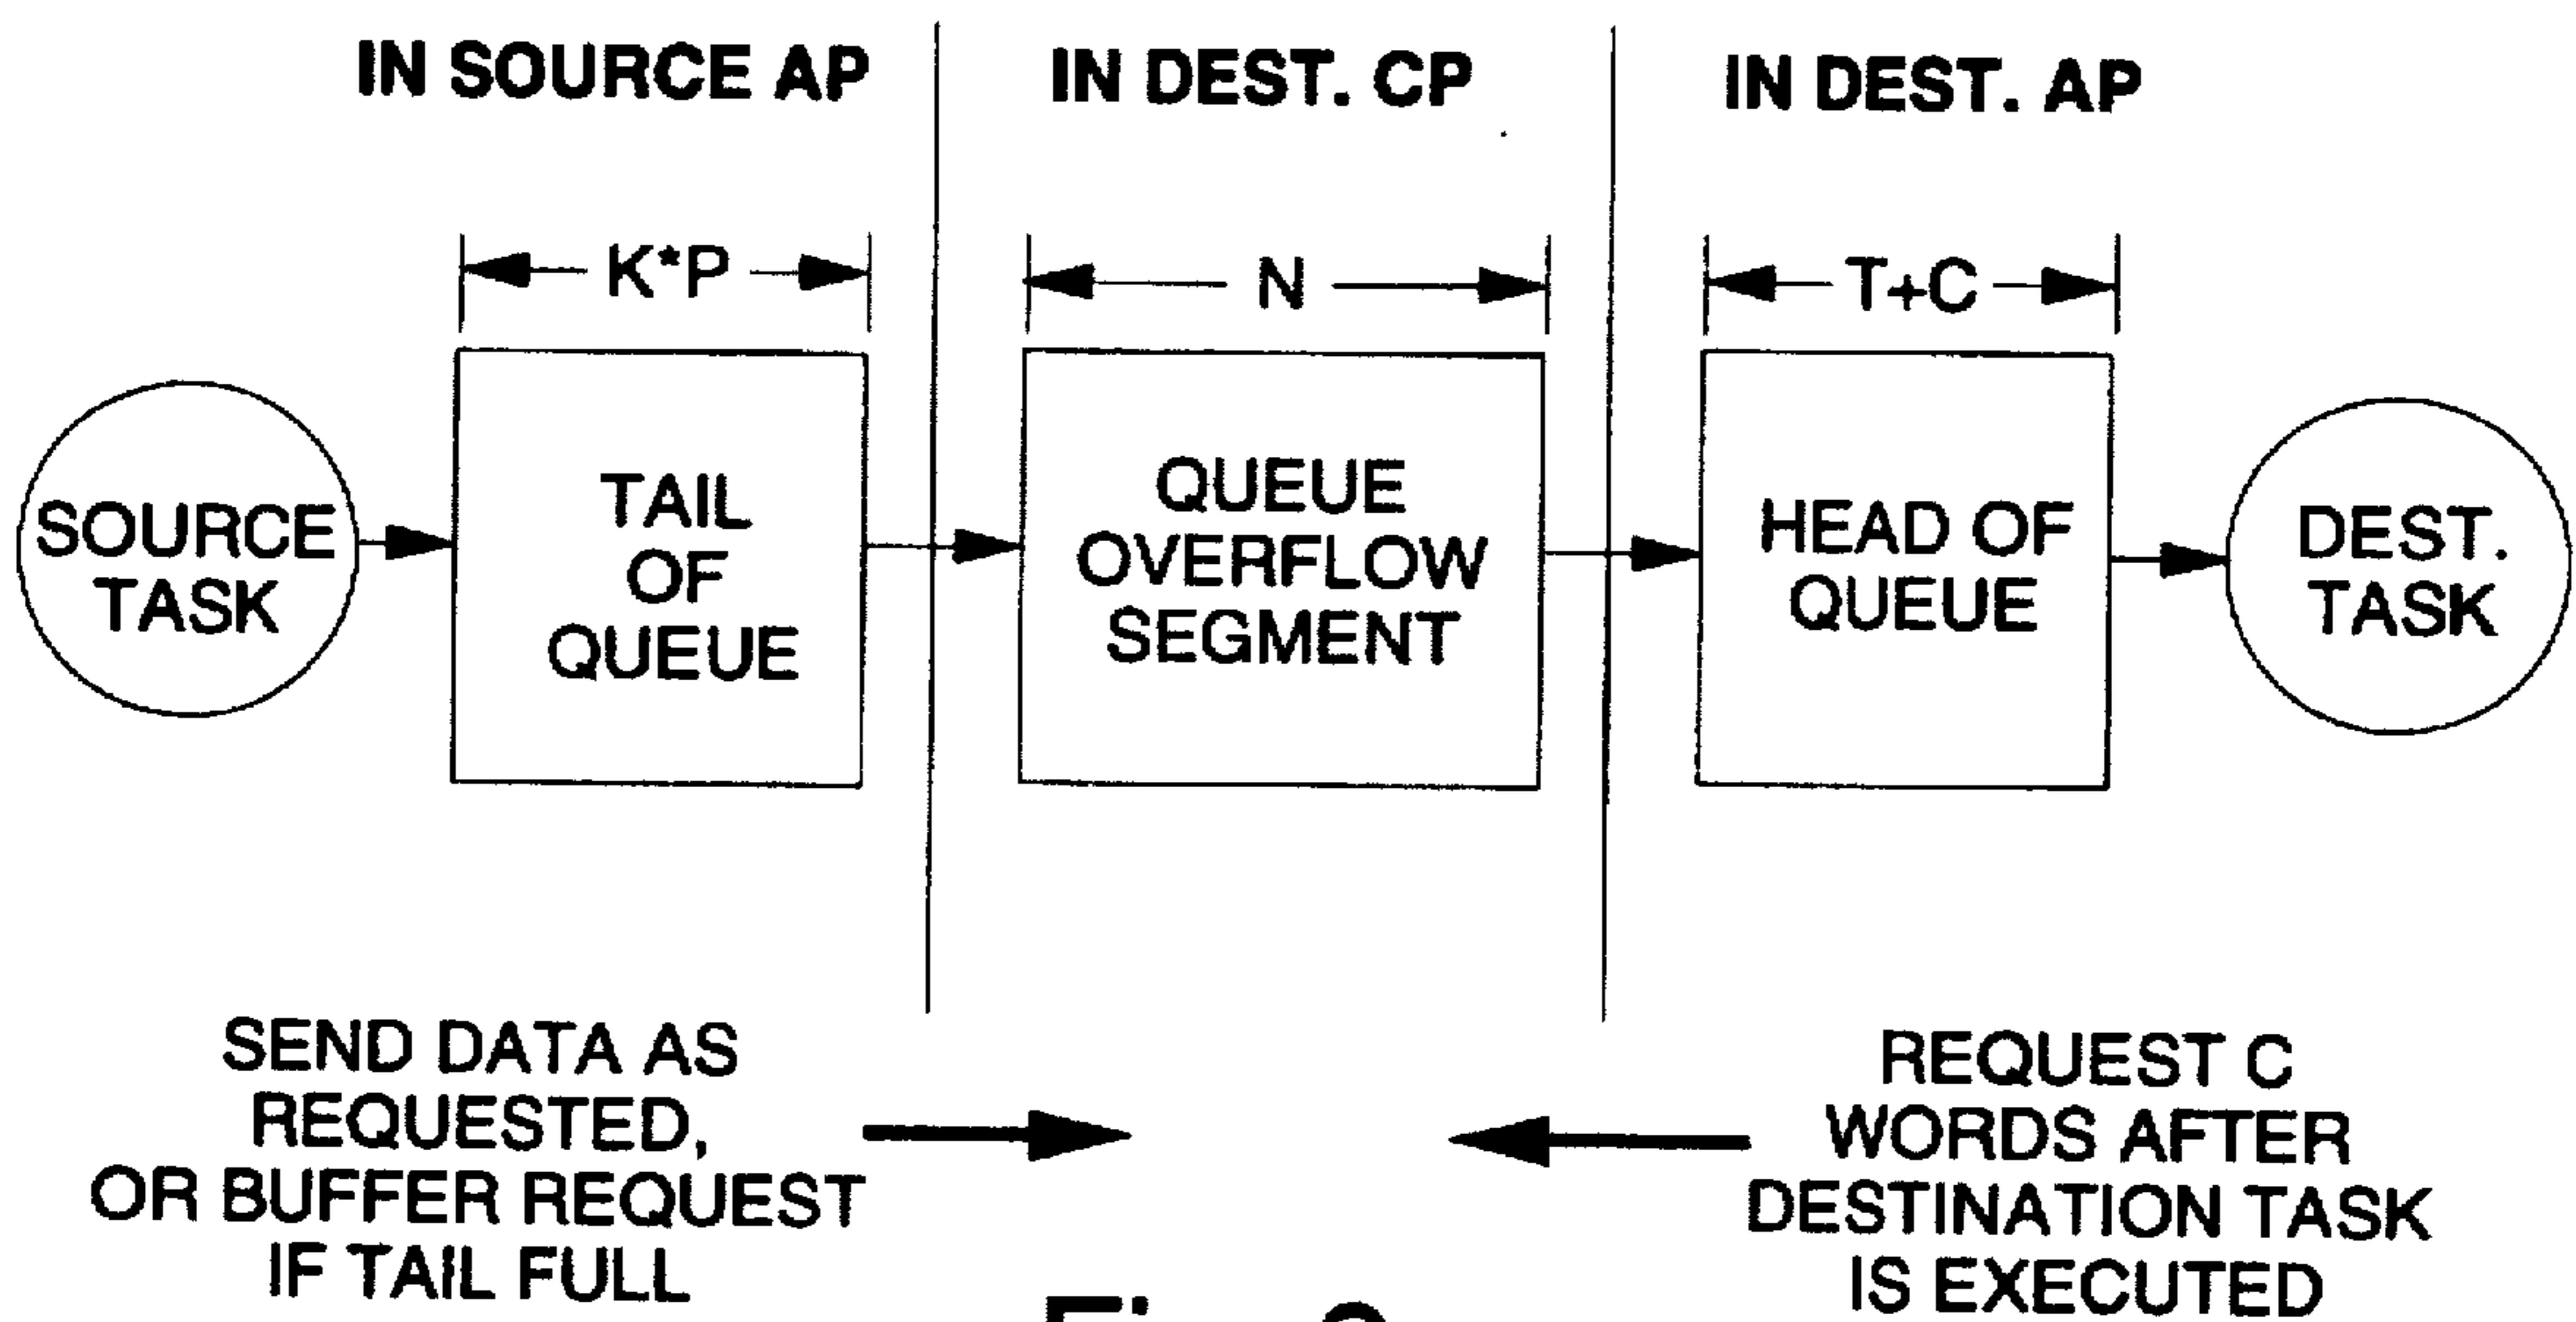 IN SOURCE AP
IN DEST. CP
IN DEST. AP
K*P
N
T+C
SOURCE
TASK
TAIL
OF
QUEUE
QUEUE
OVERFLOW
SEGMENT
HEAD OF
QUEUE
DEST.
TASK
SEND DATA AS
REQUESTED,
OR BUFFER REQUEST
IF TAIL FULL
REQUEST C
WORDS AFTER
DESTINATION TASK
IS EXECUTED